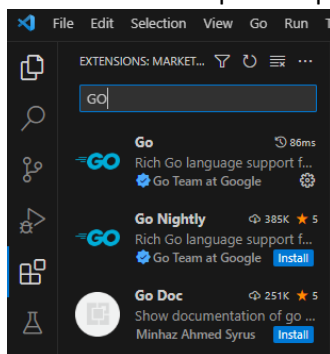 File Edit Selection View Go Run
EXTENSIONS: MARKET...
GO
Go 86ms
GO Rich Go language support f...
Go Team at Google
Go Nightly 385K 5
GO Rich Go language support f...
Go Team at Google Install
Go Doc 251K 5
Show documentation of go ...
Minhaz Ahmed Syrus Install